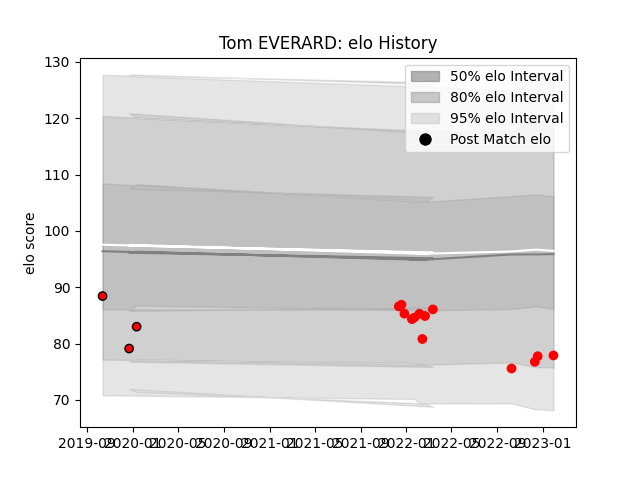 Tom EVERARD: elo History
130
120
110
100
90
80
70
elo score
50% elo Interval
80% elo Interval
95% elo Interval
Post Match elo
2019-09 2020-01 2020-05 2020-09 2021-01 2021-05 2021-09 2022-01 2022-05 2022-09 2023-01